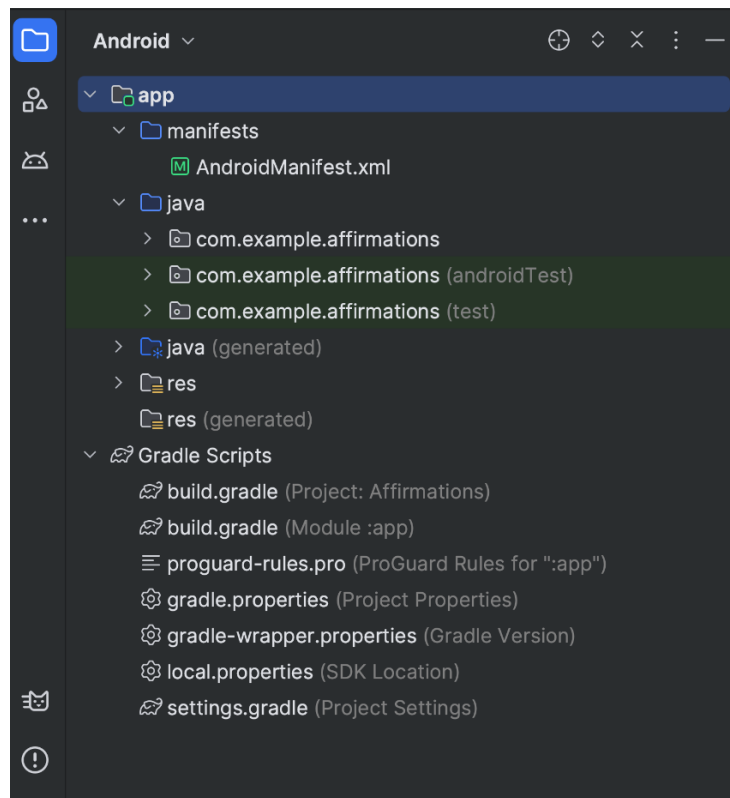 Android
app
manifests
M AndroidManifest.xml
java
com.example.affirmations
com.example.affirmations (androidTest)
com.example.affirmations (test)
java (generated)
res
res (generated)
Gradle Scripts
build.gradle (Project: Affirmations)
build.gradle (Module :app)
proguard-rules.pro (ProGuard Rules for ":app")
gradle.properties (Project Properties)
gradle-wrapper.properties (Gradle Version)
local.properties (SDK Location)
settings.gradle (Project Settings)